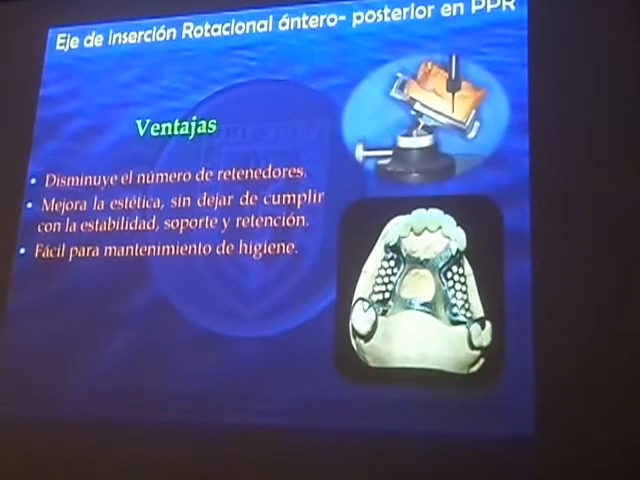 Eje de inserción Rotacional ántero- posterior en PPR
Ventajas
• Disminuye el número de retenedores.
• Mejora la estética, sin dejar de cumplir
con la estabilidad, soporte y retención.
• Fácil para mantenimiento de higiene.